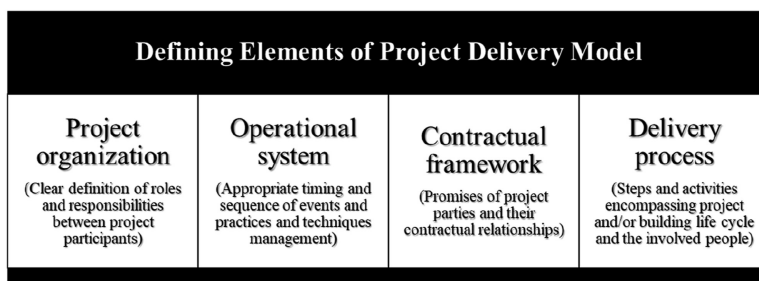 Defining Elements of Project Delivery Model
Project
organization
(Clear definition of roles
and responsibilities
between project
participants)
Operational
system
(Appropriate timing and
sequence of events and
practices and techniques
management)
Contractual
framework
(Promises of project
parties and their
contractual relationships)
Delivery
process
(Steps and activities
encompassing project
and/or building life cycle
and the involved people)